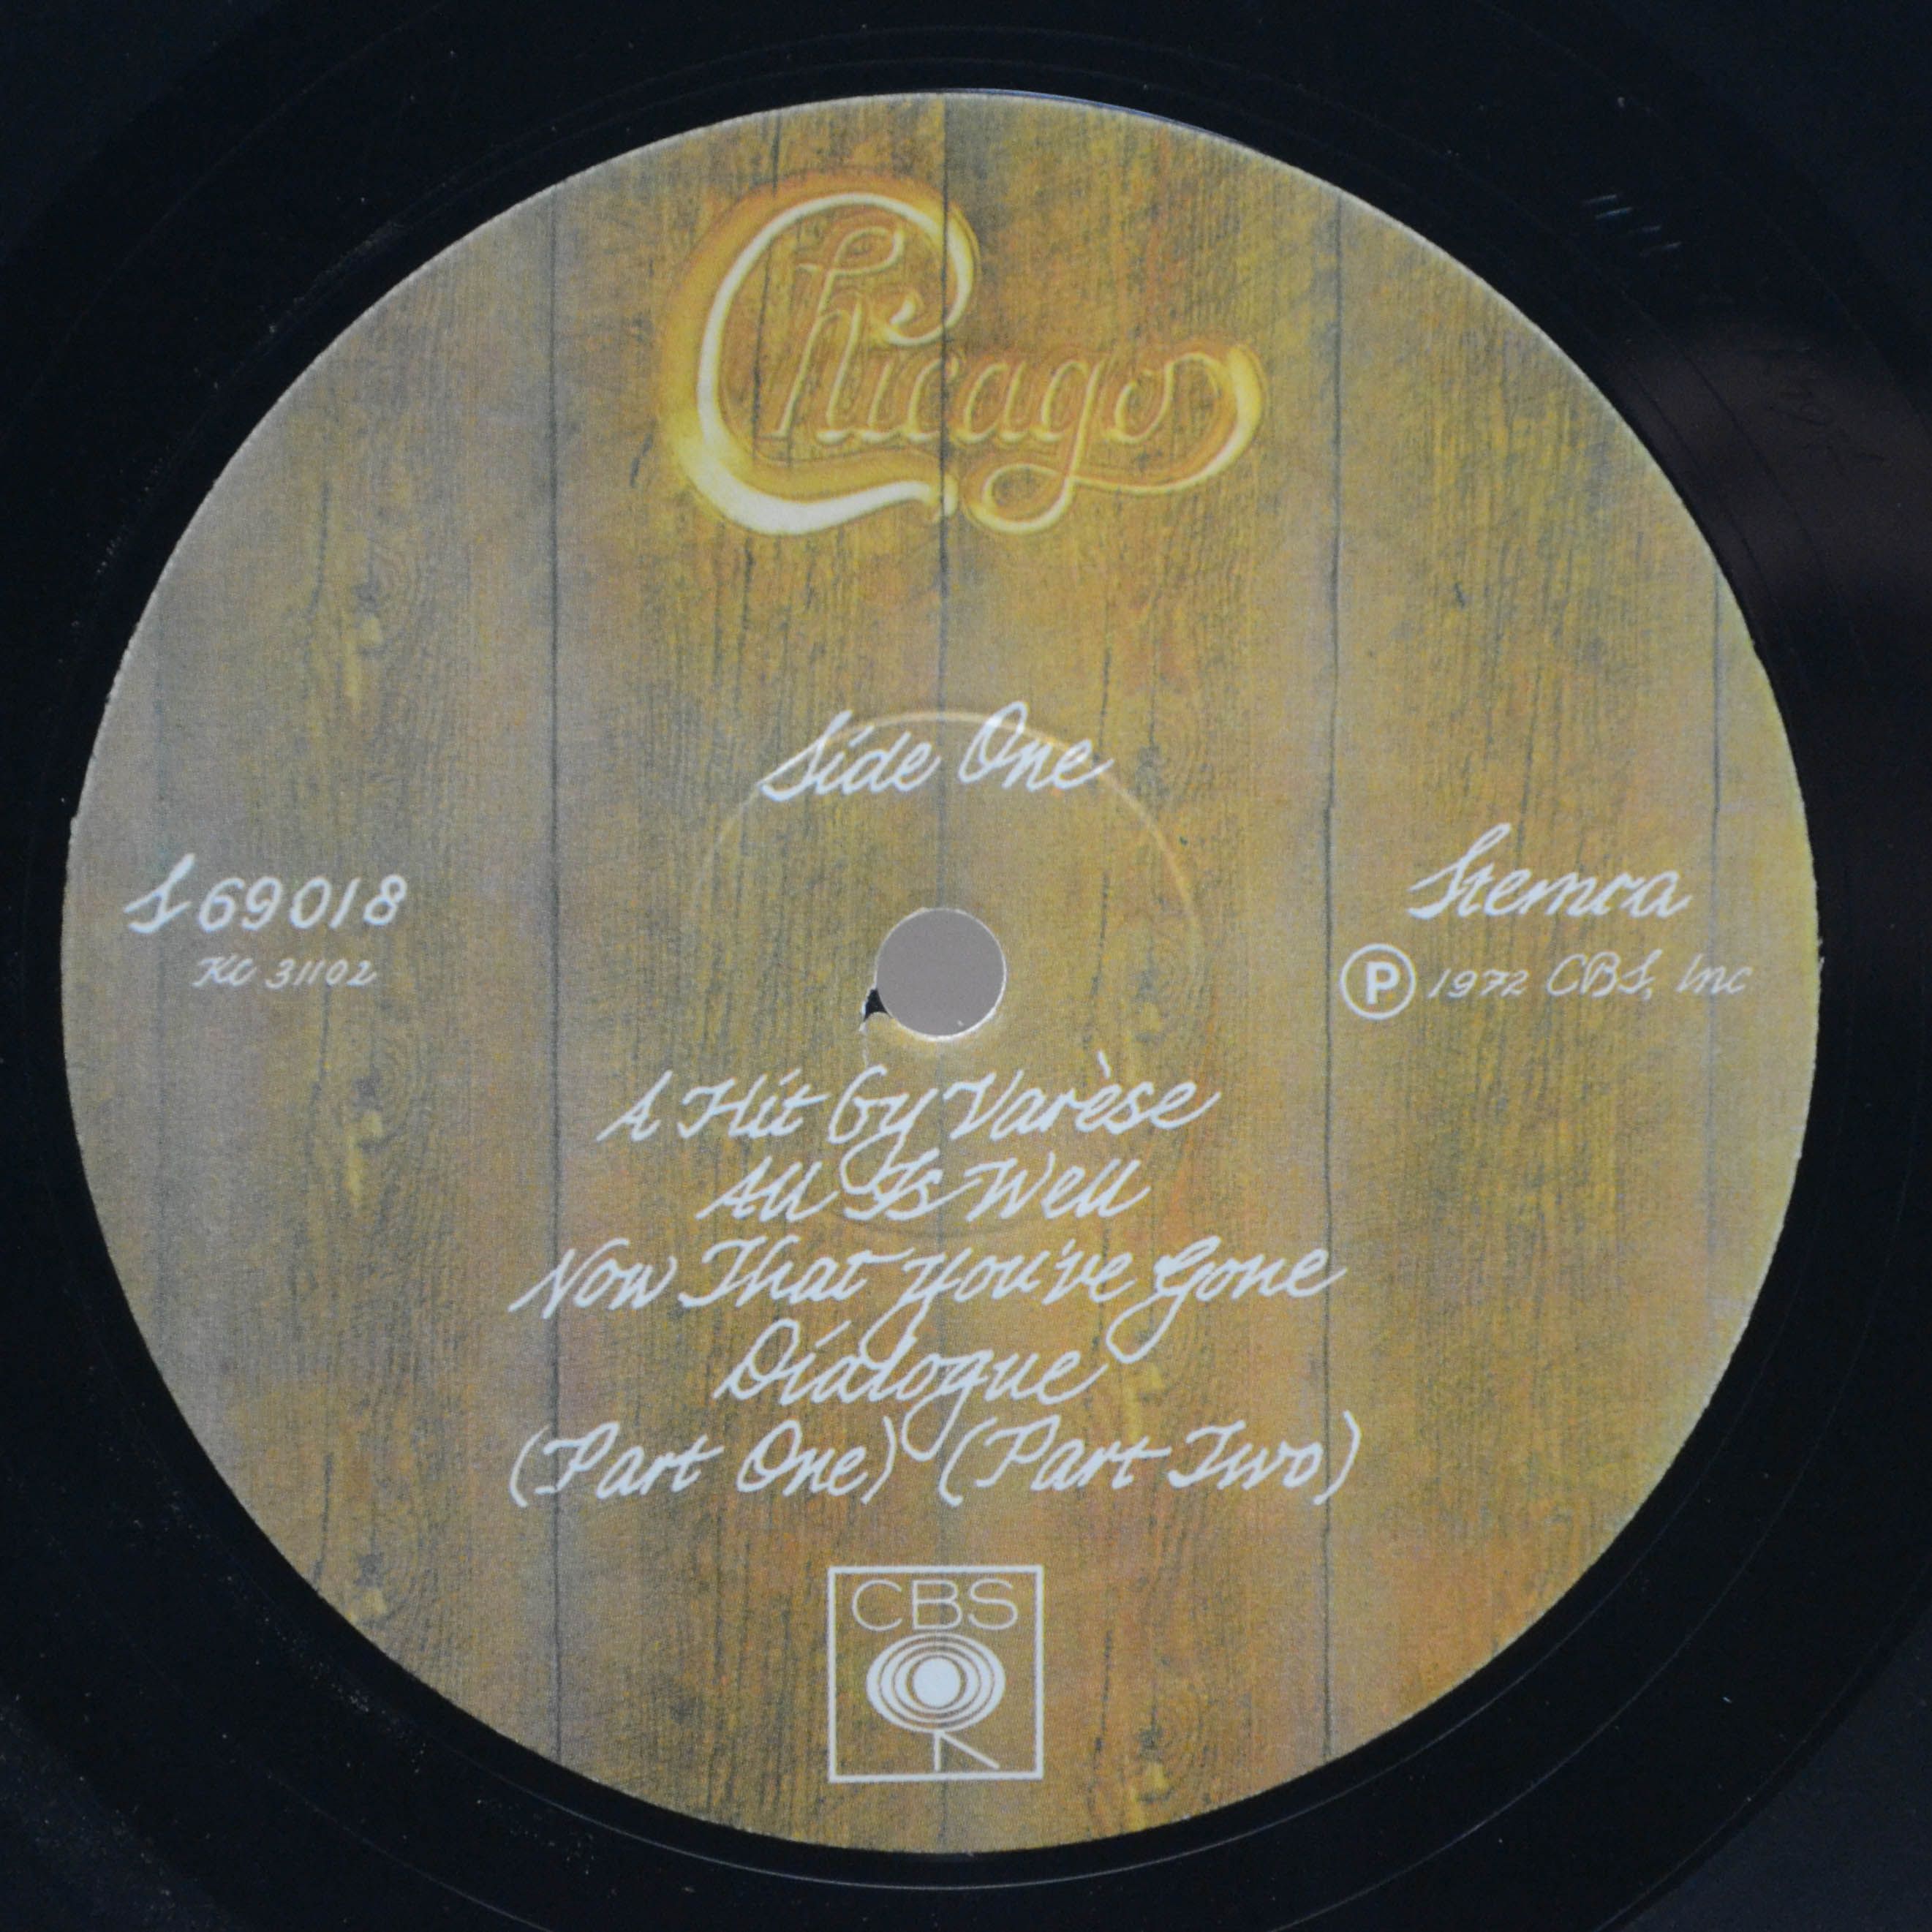 Chicago
Side One
S 69018
KC 31102
Stemra
Ⓟ 1972 CBS, Inc
A Hit By Varèse
All Is Well
Now That You've Gone
Dialogue
(Part One) (Part Two)
CBS